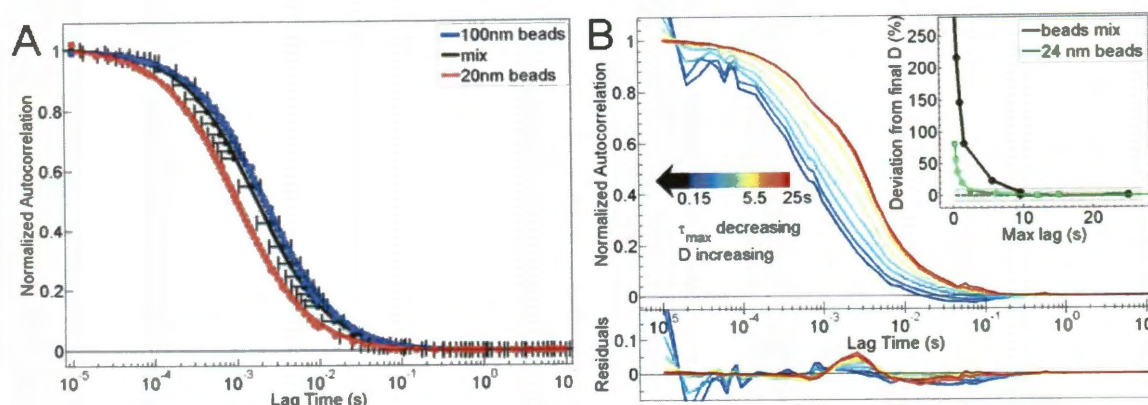 A
100nm beads
mix
20nm beads
Normalized Autocorrelation
1
0.8
0.6
0.4
0.2
0
10-5
10-4
10-3
10-2
10-1
100
10
Lag Time (s)
B
Normalized Autocorrelation
1
0.8
0.6
0.4
0.2
0
0.15
5.5
25s
τmax decreasing
D increasing
Deviation from final D (%)
250
200
150
100
50
0
0
10
20
Max lag (s)
beads mix
24 nm beads
10-5
10-4
10-3
10-2
10-1
100
10
Lag Time (s)
Residuals
0.1
0